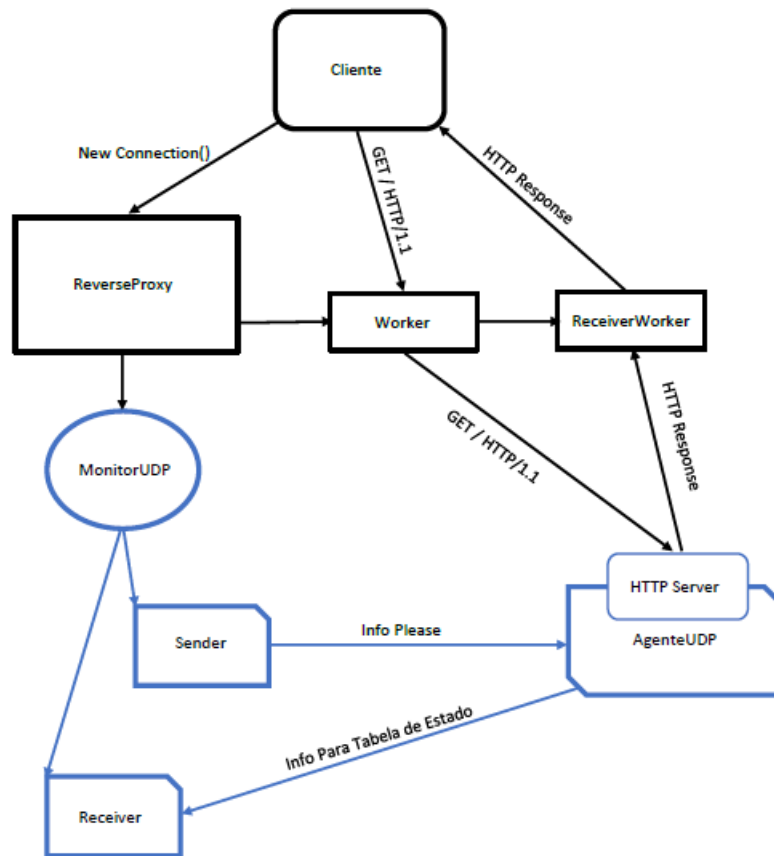 Cliente
New Connection()
GET / HTTP/1.1
HTTP Response
ReverseProxy
Worker
ReceiverWorker
GET / HTTP/1.1
HTTP Response
MonitorUDP
HTTP Server
Sender
Info Please
AgenteUDP
Info Para Tabela de Estado
Receiver